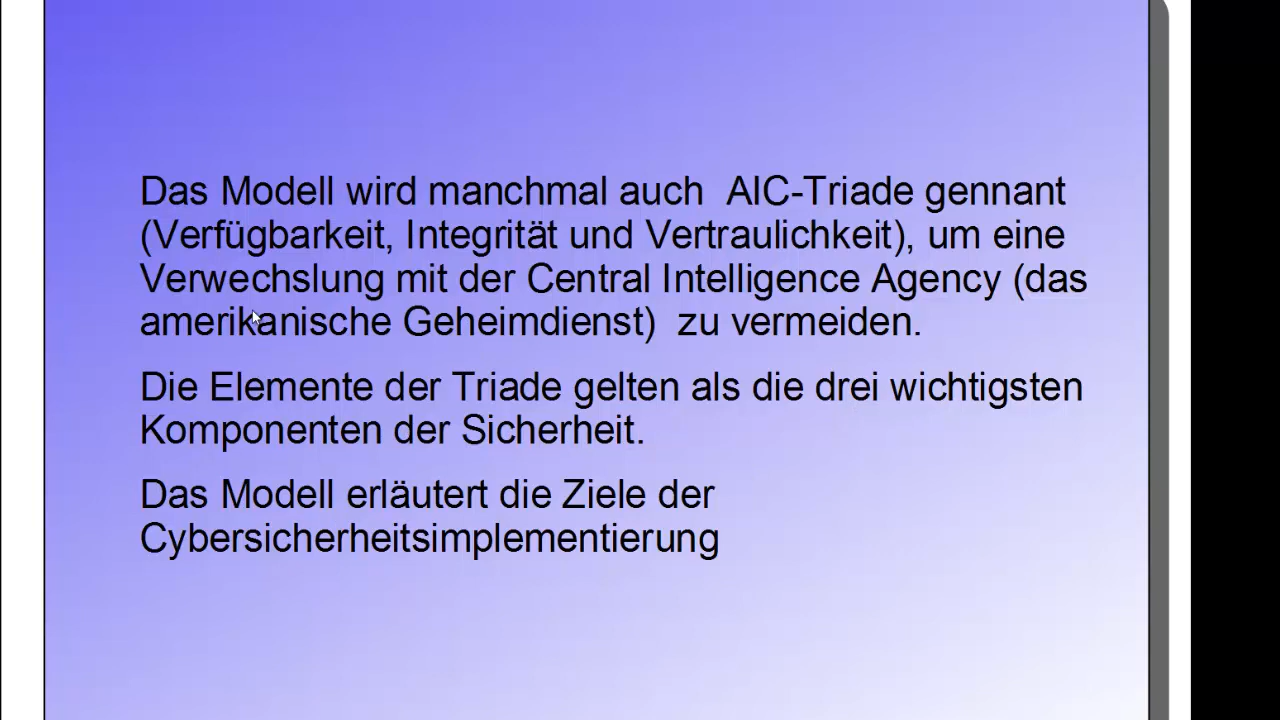 Das Modell wird manchmal auch  AIC-Triade gennant
(Verfügbarkeit, Integrität und Vertraulichkeit), um eine
Verwechslung mit der Central Intelligence Agency (das
amerikanische Geheimdienst)  zu vermeiden.
Die Elemente der Triade gelten als die drei wichtigsten
Komponenten der Sicherheit.
Das Modell erläutert die Ziele der
Cybersicherheitsimplementierung